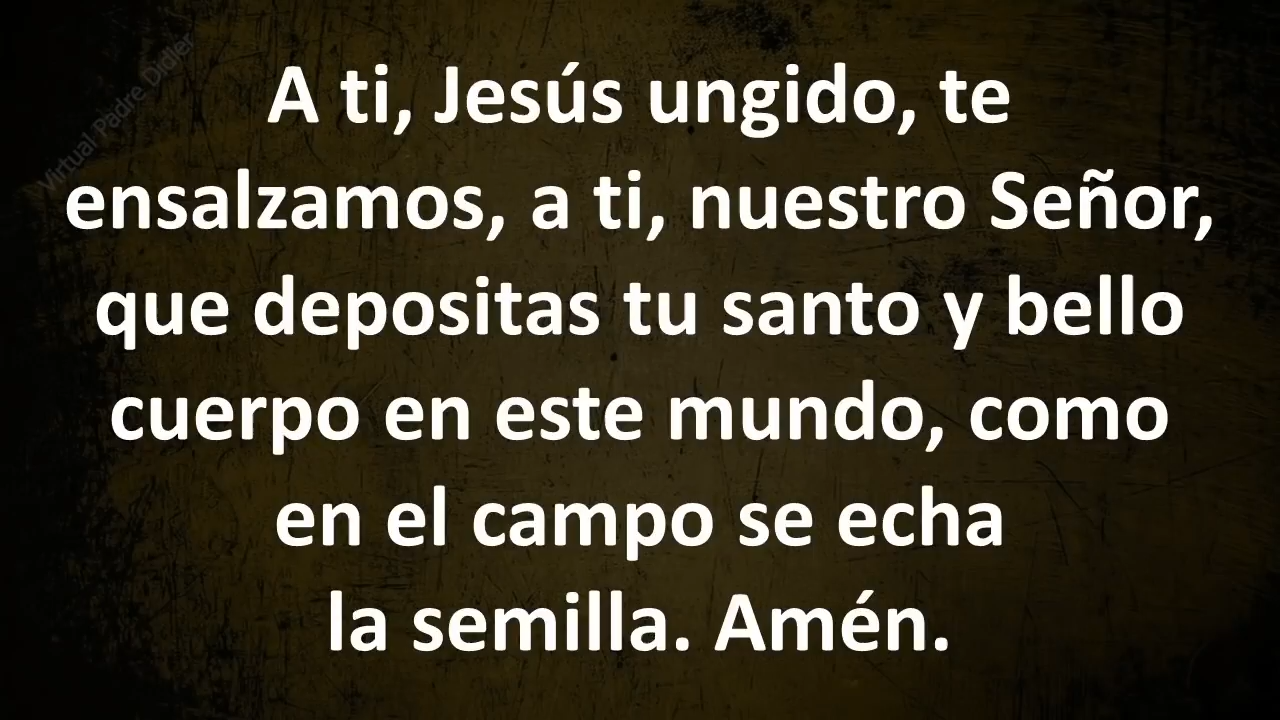 Virtual Padre Didier
A ti, Jesús ungido, te
ensalzamos, a ti, nuestro Señor,
que depositas tu santo y bello
cuerpo en este mundo, como
en el campo se echa
la semilla. Amén.